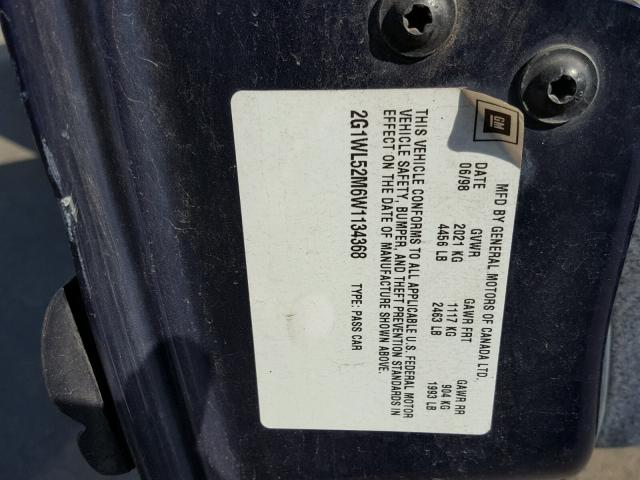 GM
MFD BY GENERAL MOTORS OF CANADA LTD.
DATE GVWR GAWR FRT GAWR RR
06/98 2021 KG 1117 KG 904 KG
4456 LB 2463 LB 1993 LB
THIS VEHICLE CONFORMS TO ALL APPLICABLE U.S. FEDERAL MOTOR
VEHICLE SAFETY, BUMPER, AND THEFT PREVENTION STANDARDS IN
EFFECT ON THE DATE OF MANUFACTURE SHOWN ABOVE.
2G1WL52M6W1134368 TYPE: PASS CAR